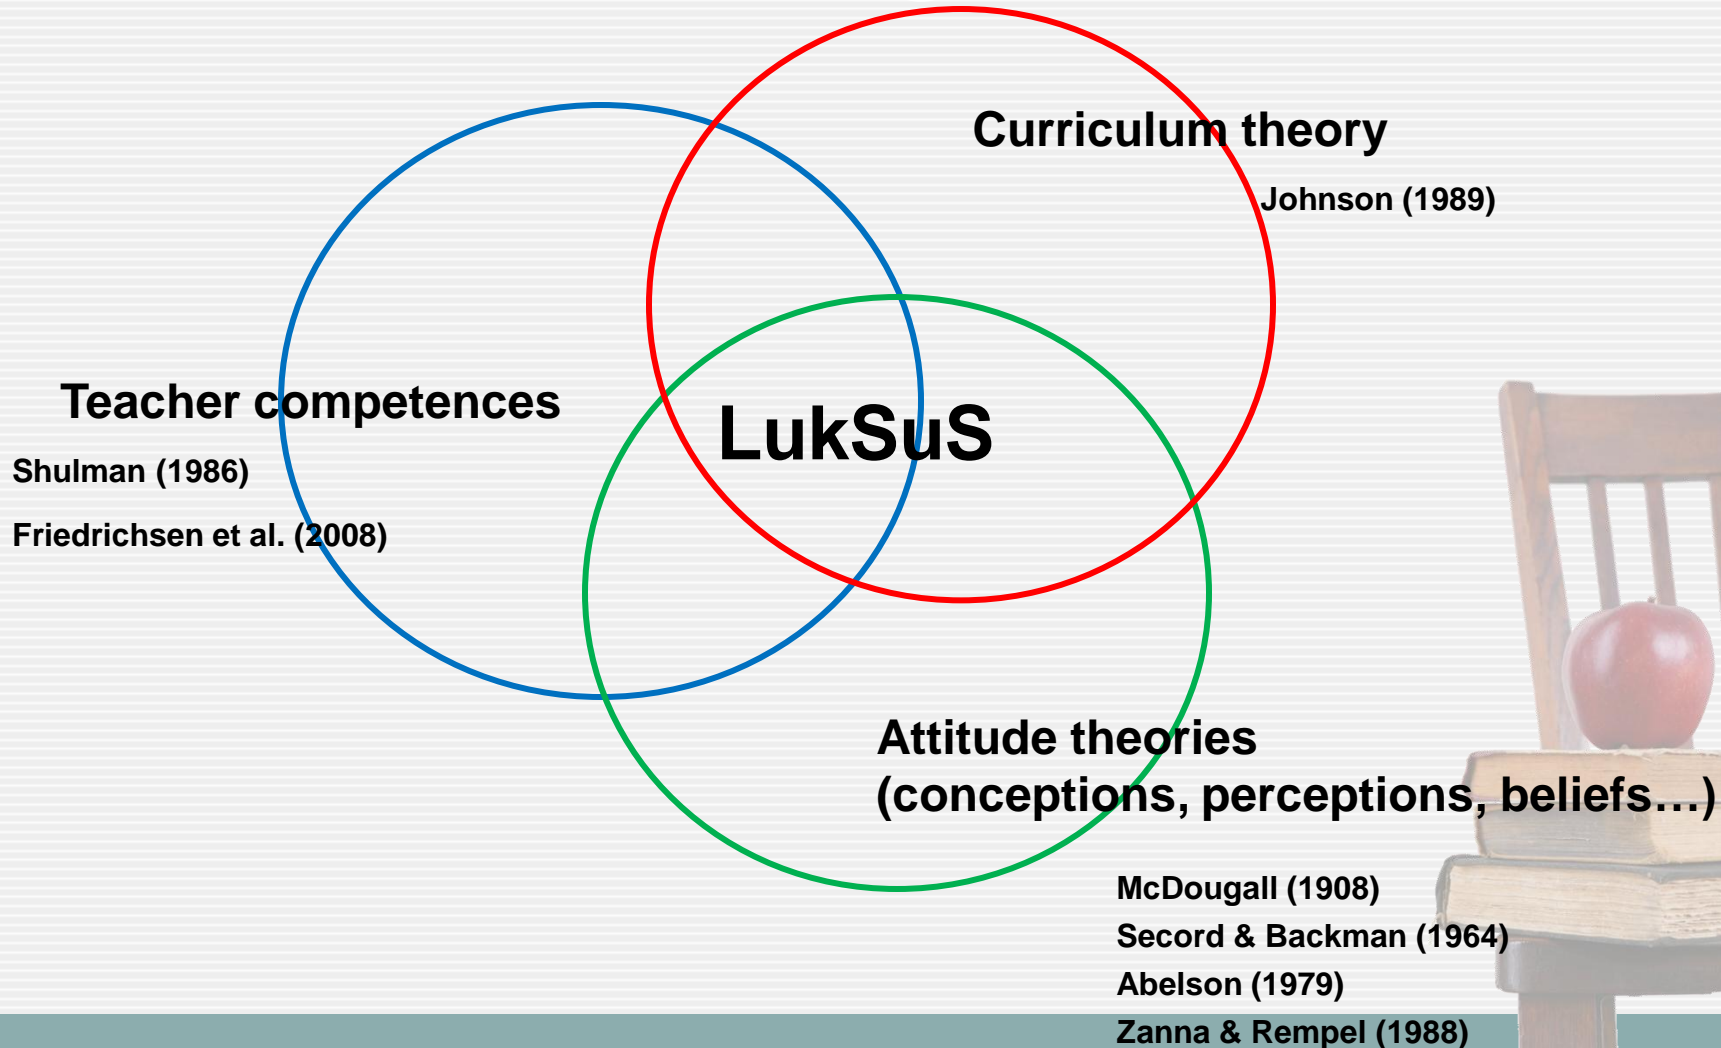 Curriculum theory
Johnson (1989)
Teacher competences
Shulman (1986)
Friedrichsen et al. (2008)
LukSuS
Attitude theories
(conceptions, perceptions, beliefs…)
McDougall (1908)
Secord & Backman (1964)
Abelson (1979)
Zanna & Rempel (1988)